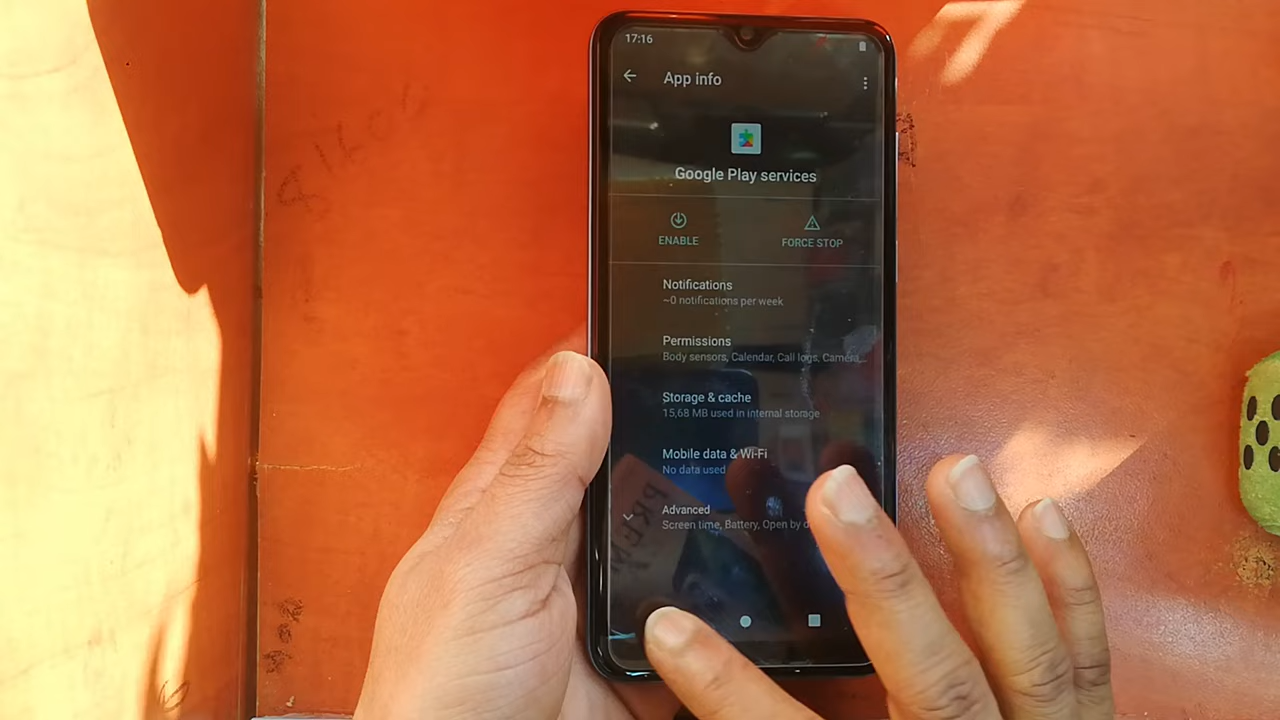 17:16
App info
Google Play services
ENABLE
FORCE STOP
Notifications
~0 notifications per week
Permissions
Body sensors, Calendar, Call logs, Camera,...
Storage & cache
15,68 MB used in internal storage
Mobile data & Wi-Fi
No data used
Advanced
Screen time, Battery, Open by d